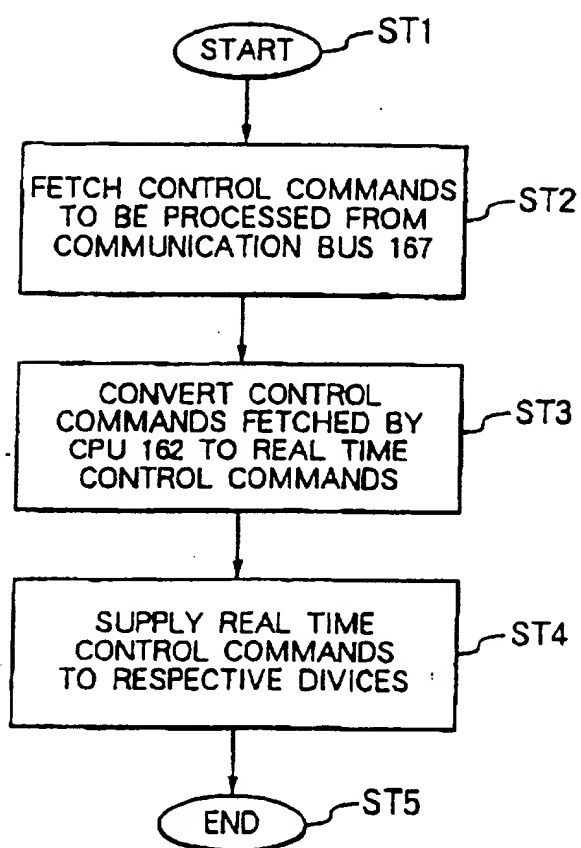 START
ST1
FETCH CONTROL COMMANDS
TO BE PROCESSED FROM
COMMUNICATION BUS 167
ST2
CONVERT CONTROL
COMMANDS FETCHED BY
CPU 162 TO REAL TIME
CONTROL COMMANDS
ST3
SUPPLY REAL TIME
CONTROL COMMANDS
TO RESPECTIVE DIVICES
ST4
END
ST5